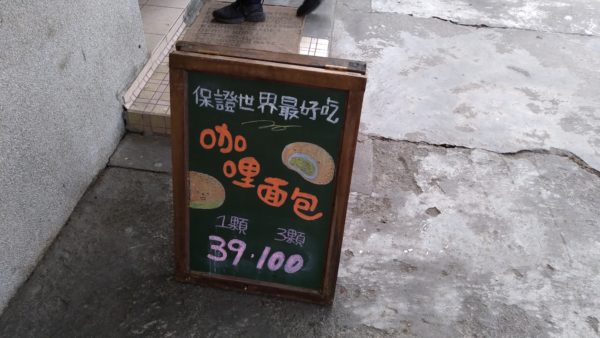 保證世界最好吃
咖
哩面包
1顆 3顆
39.100